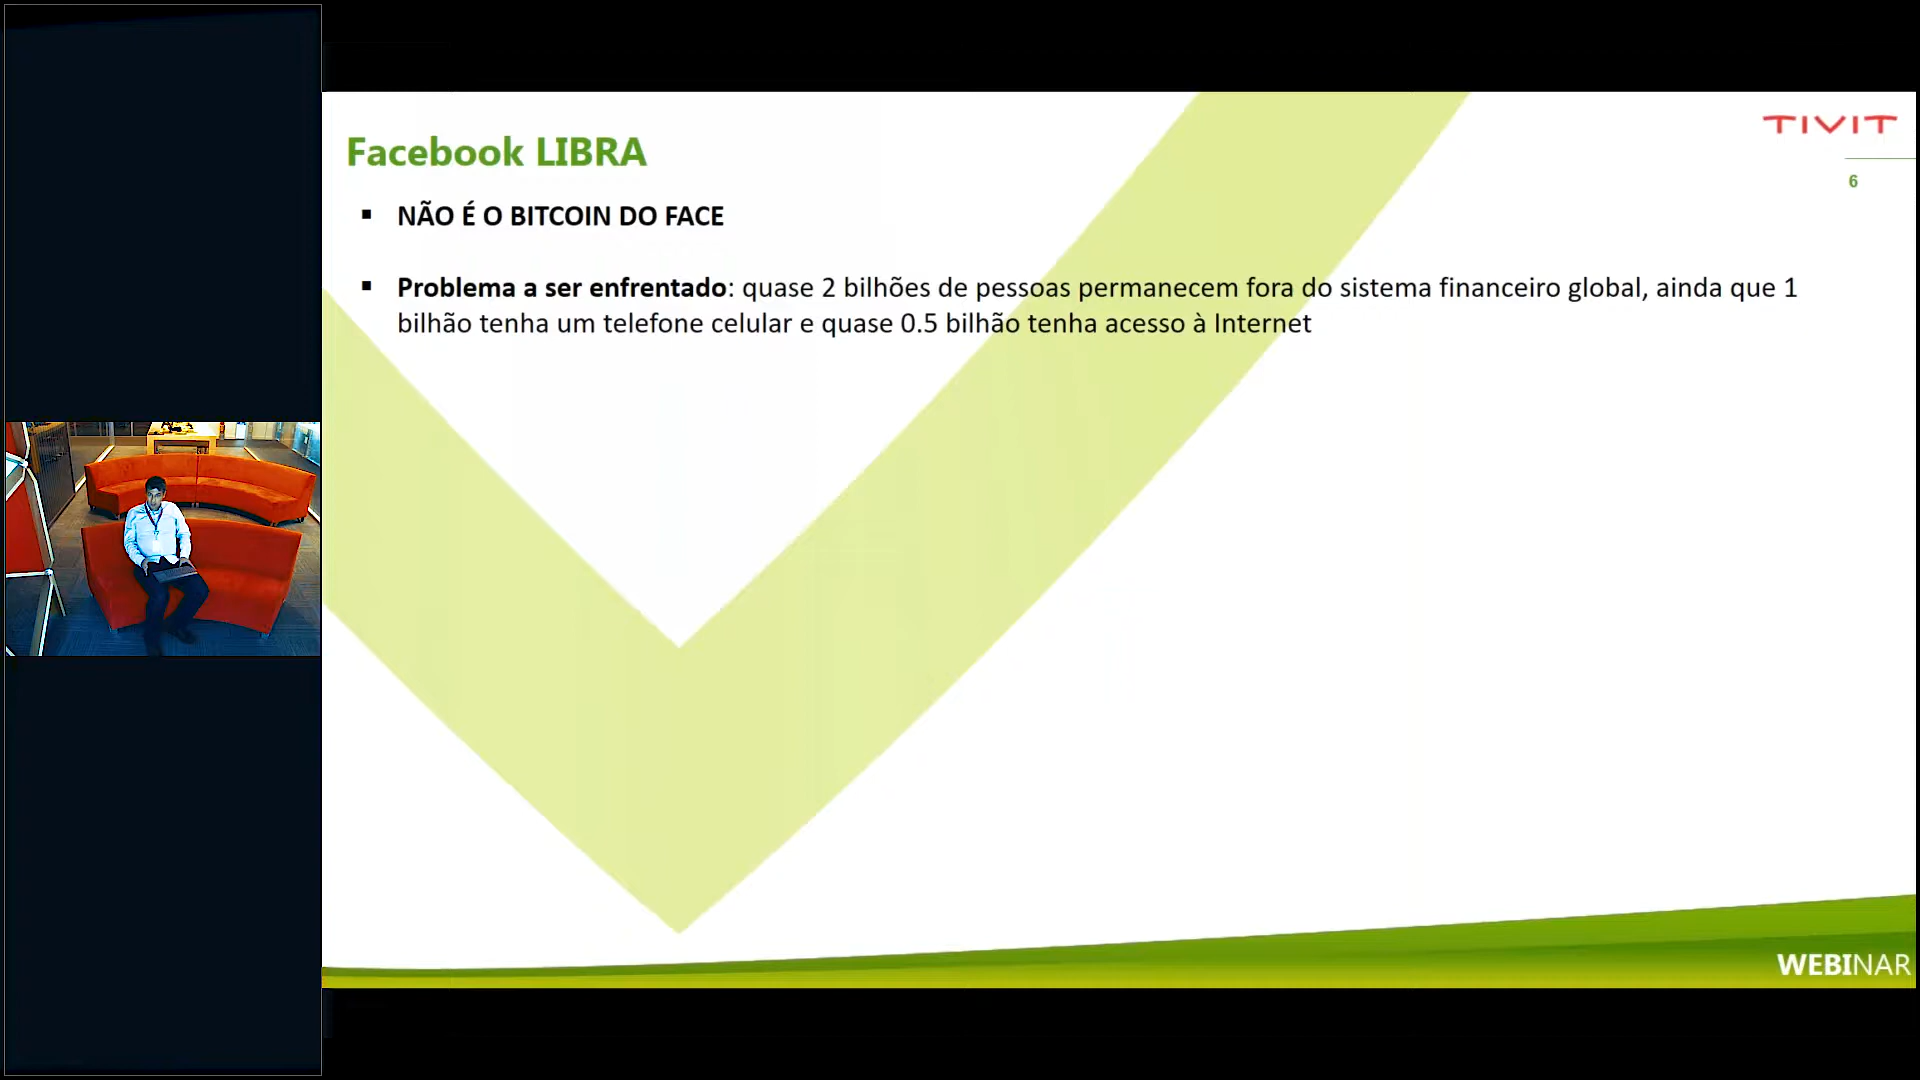 TIVIT
Facebook LIBRA
6
▪ NÃO É O BITCOIN DO FACE
▪ Problema a ser enfrentado: quase 2 bilhões de pessoas permanecem fora do sistema financeiro global, ainda que 1
bilhão tenha um telefone celular e quase 0.5 bilhão tenha acesso à Internet
WEBINAR